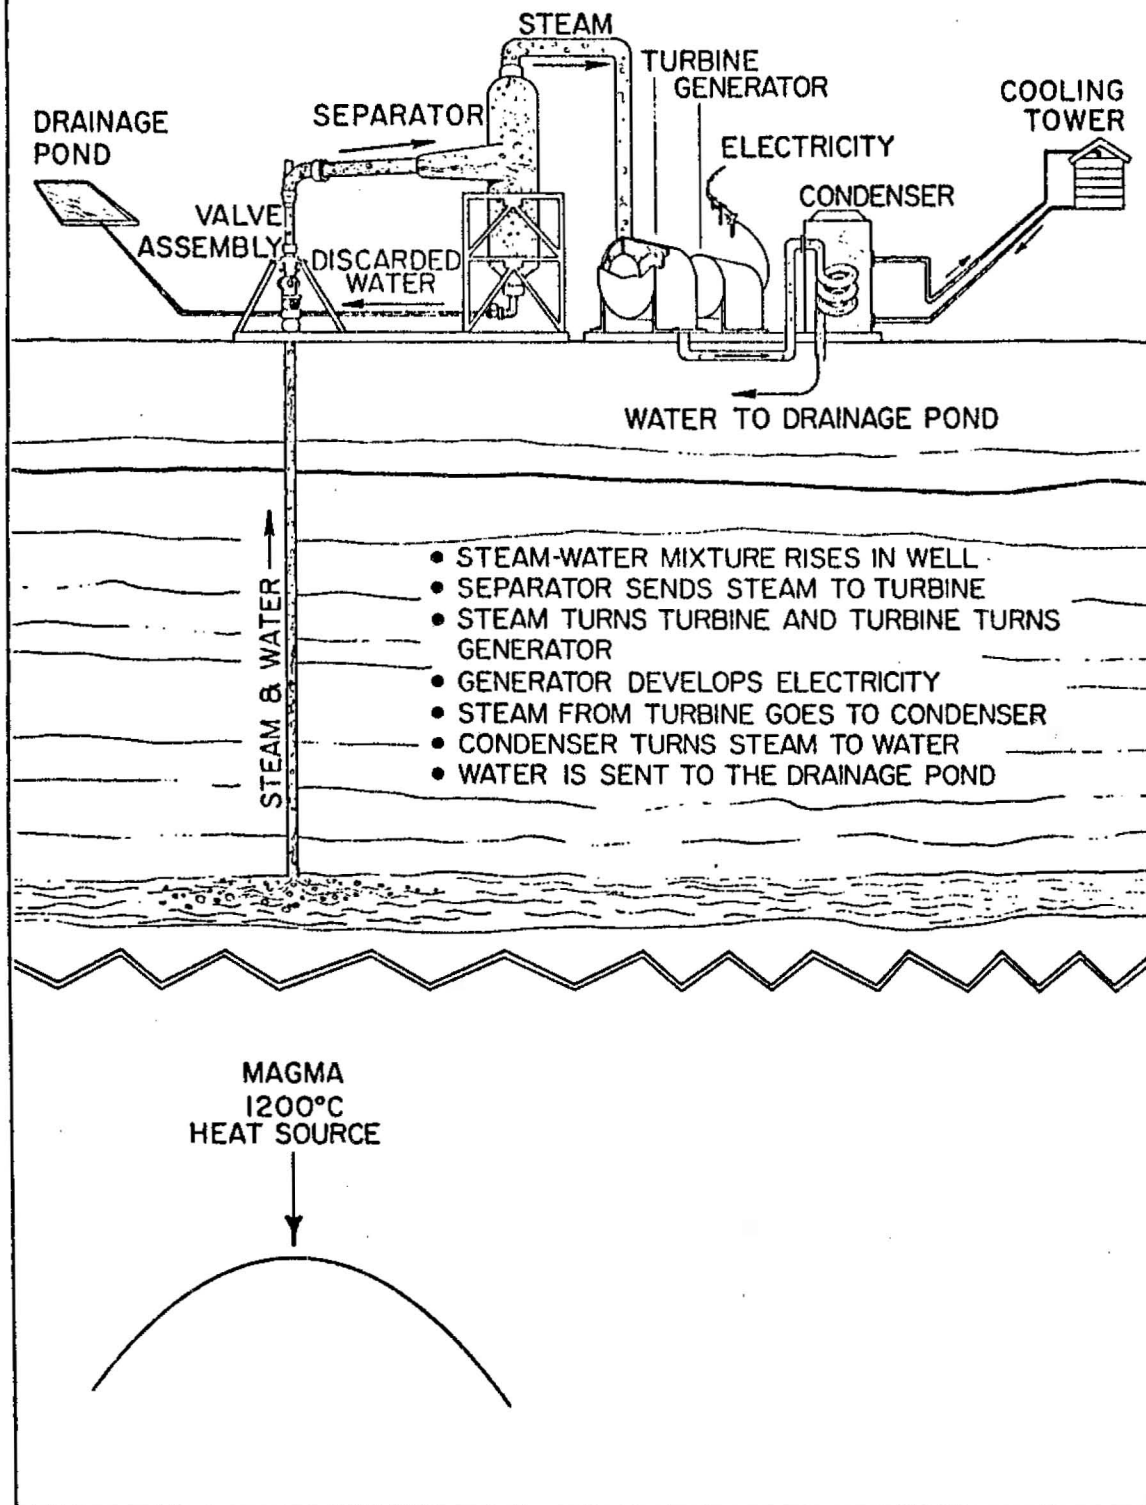 STEAM
TURBINE
GENERATOR
COOLING
TOWER
DRAINAGE
POND
SEPARATOR
ELECTRICITY
CONDENSER
VALVE
ASSEMBLY
DISCARDED
WATER
WATER TO DRAINAGE POND
STEAM & WATER
• STEAM-WATER MIXTURE RISES IN WELL
• SEPARATOR SENDS STEAM TO TURBINE
• STEAM TURNS TURBINE AND TURBINE TURNS
GENERATOR
• GENERATOR DEVELOPS ELECTRICITY
• STEAM FROM TURBINE GOES TO CONDENSER
• CONDENSER TURNS STEAM TO WATER
• WATER IS SENT TO THE DRAINAGE POND
MAGMA
1200°C
HEAT SOURCE